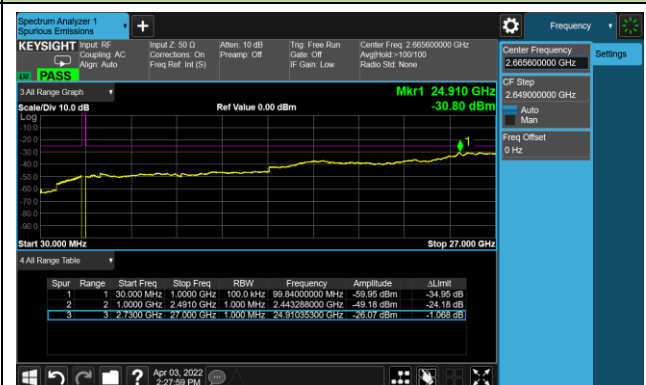 Spectrum Analyzer 1
Spurious Emissions
Frequency
KEYSIGHT Input: RF Input Z: 50 Ω Atten: 10 dB Trig: Free Run Center Freq: 2.665600000 GHz
Coupling: AC Corrections: On Preamp: Off Gate: Off Avg|Hold:>100/100
Align: Auto Freq Ref: Int (S) IF Gain: Low Radio Std: None
PASS
Center Frequency
2.665600000 GHz
Settings
CF Step
2.649000000 GHz
Auto
Man
Freq Offset
0 Hz
3 All Range Graph
Mkr1 24.910 GHz
Scale/Div 10.0 dB Ref Value 0.00 dBm -30.80 dBm
Log
-10.0
-20.0
-30.0
-40.0
-50.0
-60.0
-70.0
-80.0
-90.0
1
Start 30.000 MHz Stop 27.000 GHz
4 All Range Table
Spur Range Start Freq Stop Freq RBW Frequency Amplitude ΔLimit
1 1 30.000 MHz 1.0000 GHz 100.0 kHz 99.84000000 MHz -59.95 dBm -34.95 dB
2 2 1.0000 GHz 2.4910 GHz 1.000 MHz 2.443288000 GHz -49.18 dBm -24.18 dB
3 3 2.7300 GHz 27.000 GHz 1.000 MHz 24.91035300 GHz -26.07 dBm -1.068 dB
?
Apr 03, 2022
2:27:59 PM